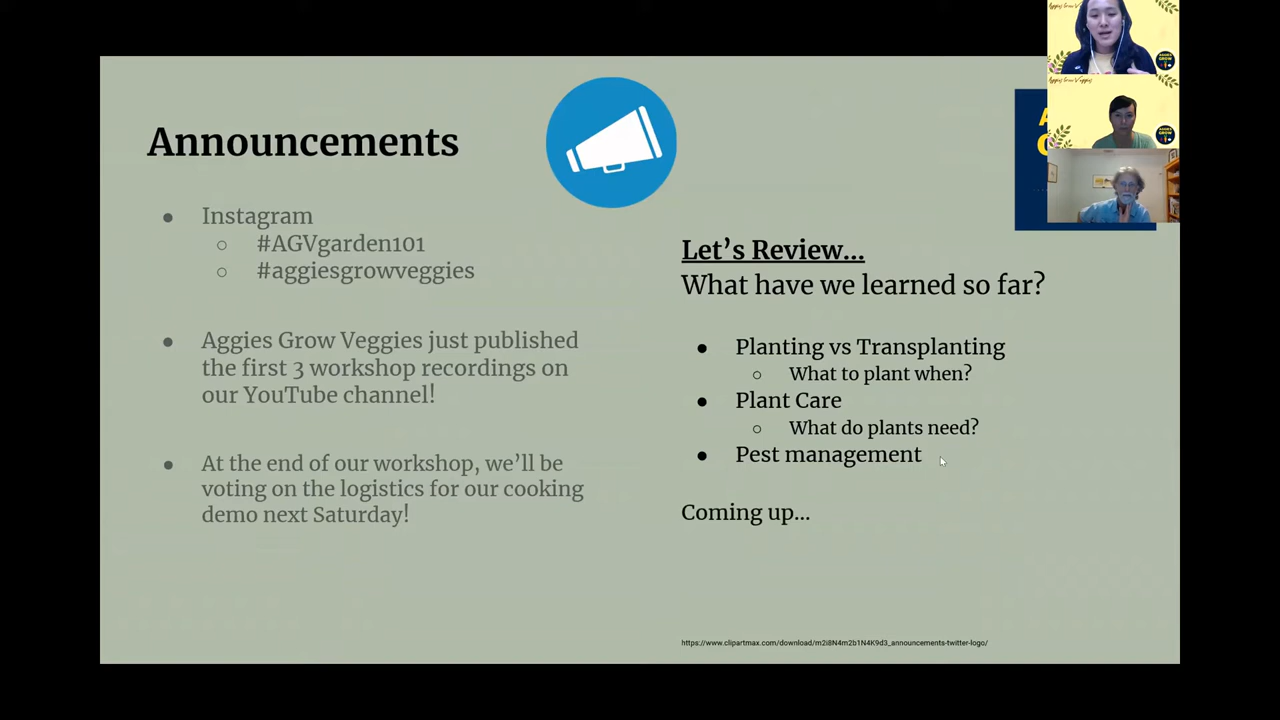 Announcements
● Instagram
○ #AGVgarden101
○ #aggiesgrowveggies
● Aggies Grow Veggies just published
the first 3 workshop recordings on
our YouTube channel!
● At the end of our workshop, we'll be
voting on the logistics for our cooking
demo next Saturday!
Let's Review...
What have we learned so far?
● Planting vs Transplanting
○ What to plant when?
● Plant Care
○ What do plants need?
● Pest management
Coming up...
https://www.clipartmax.com/download/m2i8N4m2b1N4K9d3_announcements-twitter-logo/
Aggies Grow Veggies